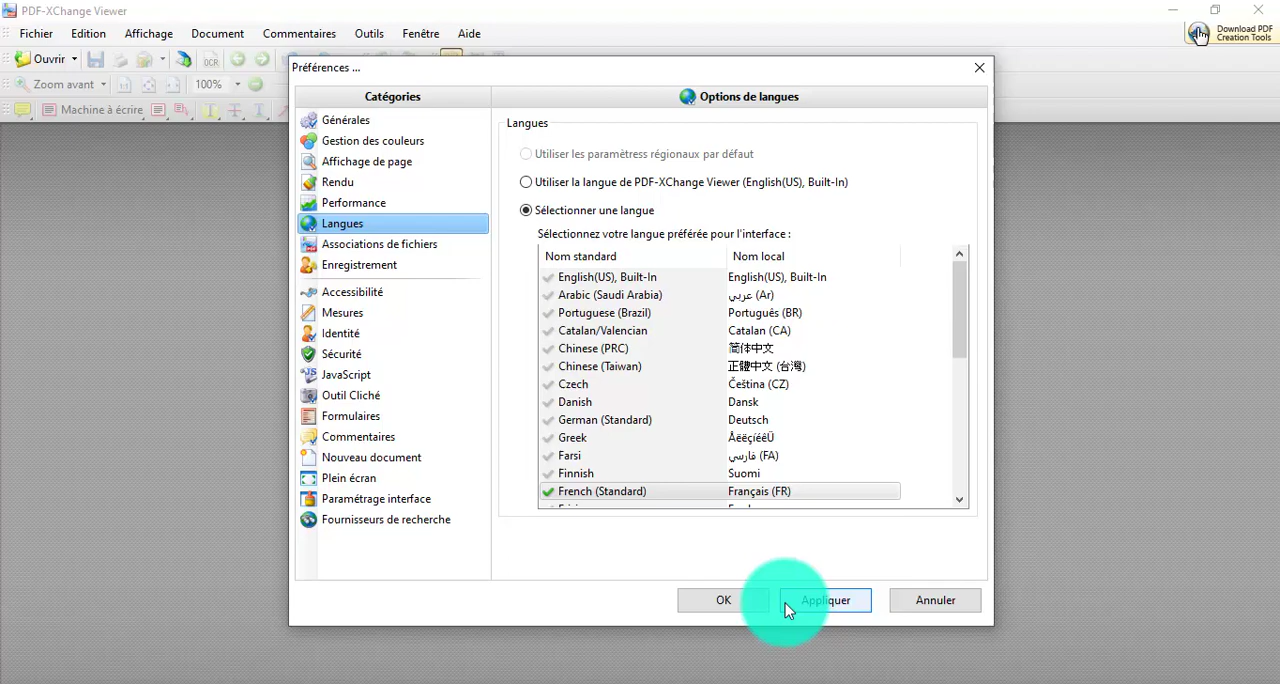 PDF-XChange Viewer
Fichier Edition Affichage Document Commentaires Outils Fenêtre Aide
Download PDF
Creation Tools
Ouvrir
OCR
Zoom avant 100%
Machine à écrire
Préférences ...
Catégories
Générales
Gestion des couleurs
Affichage de page
Rendu
Performance
Langues
Associations de fichiers
Enregistrement
Accessibilité
Mesures
Identité
Sécurité
JavaScript
Outil Cliché
Formulaires
Commentaires
Nouveau document
Plein écran
Paramétrage interface
Fournisseurs de recherche
Options de langues
Langues
Utiliser les paramètress régionaux par défaut
Utiliser la langue de PDF-XChange Viewer (English(US), Built-In)
Sélectionner une langue
Sélectionnez votre langue préférée pour l'interface :
Nom standard Nom local
English(US), Built-In English(US), Built-In
Arabic (Saudi Arabia) عربي (Ar)
Portuguese (Brazil) Português (BR)
Catalan/Valencian Catalan (CA)
Chinese (PRC) 简体中文
Chinese (Taiwan) 正體中文 (台灣)
Czech Čeština (CZ)
Danish Dansk
German (Standard) Deutsch
Greek ÅëëçíéêÜ
Farsi فارسی (FA)
Finnish Suomi
French (Standard) Français (FR)
OK Appliquer Annuler